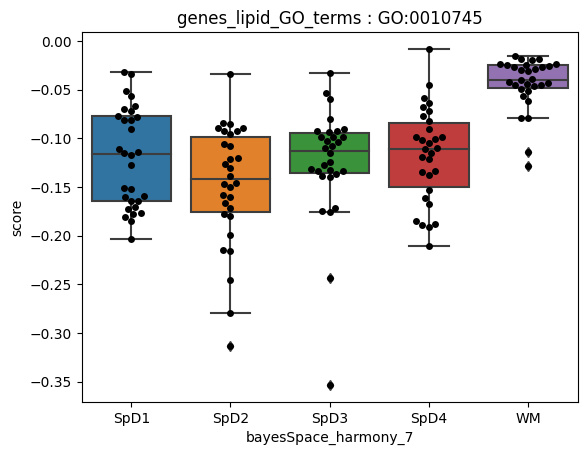 genes_lipid_GO_terms : GO:0010745
score
0.00
−0.05
−0.10
−0.15
−0.20
−0.25
−0.30
−0.35
SpD1
SpD2
SpD3
SpD4
WM
bayesSpace_harmony_7